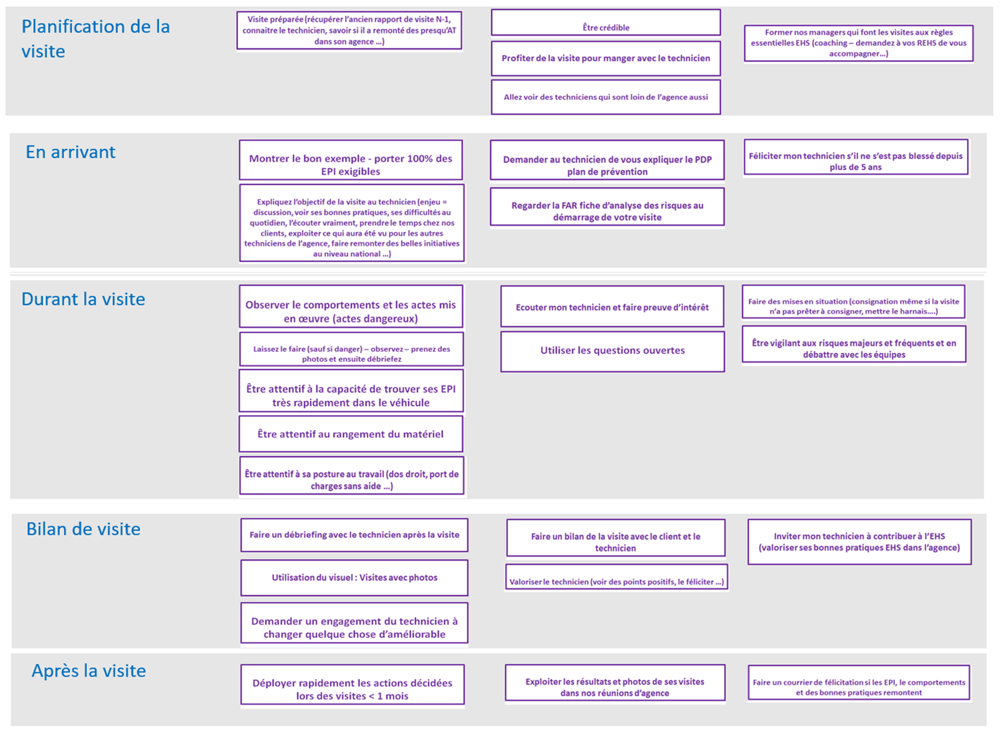 Planification de la
visite
Visite préparée (récupérer l'ancien rapport de visite N-1,
connaitre le technicien, savoir si il a remonté des presqu'AT
dans son agence …)
Être crédible
Profiter de la visite pour manger avec le technicien
Allez voir des techniciens qui sont loin de l'agence aussi
Former nos managers qui font les visites aux règles
essentielles EHS (coaching – demandez à vos REHS de vous
accompagner…)
En arrivant
Montrer le bon exemple - porter 100% des
EPI exigibles
Expliquez l'objectif de la visite au technicien (enjeu =
discussion, voir ses bonnes pratiques, ses difficultés au
quotidien, l'écouter vraiment, prendre le temps chez nos
clients, exploiter ce qui aura été vu pour les autres
techniciens de l'agence, faire remonter des belles initiatives
au niveau national …)
Demander au technicien de vous expliquer le PDP
plan de prévention
Regarder la FAR fiche d'analyse des risques au
démarrage de votre visite
Féliciter mon technicien s'il ne s'est pas blessé depuis
plus de 5 ans
Durant la visite
Observer le comportements et les actes mis
en œuvre (actes dangereux)
Laissez le faire (sauf si danger) – observez – prenez des
photos et ensuite débriefez
Être attentif à la capacité de trouver ses EPI
très rapidement dans le véhicule
Être attentif au rangement du matériel
Être attentif à sa posture au travail (dos droit, port de
charges sans aide …)
Ecouter mon technicien et faire preuve d'intérêt
Utiliser les questions ouvertes
Faire des mises en situation (consignation même si la visite
n'a pas prêter à consigner, mettre le harnais….)
Être vigilant aux risques majeurs et fréquents et en
débattre avec les équipes
Bilan de visite
Faire un débriefing avec le technicien après la visite
Utilisation du visuel : Visites avec photos
Demander un engagement du technicien à
changer quelque chose d'améliorable
Faire un bilan de la visite avec le client et le
technicien
Valoriser le technicien (voir des points positifs, le féliciter …)
Inviter mon technicien à contribuer à l'EHS
(valoriser ses bonnes pratiques EHS dans l'agence)
Après la visite
Déployer rapidement les actions décidées
lors des visites < 1 mois
Exploiter les résultats et photos de ses visites
dans nos réunions d'agence
Faire un courrier de félicitation si les EPI, le comportements
et des bonnes pratiques remontent